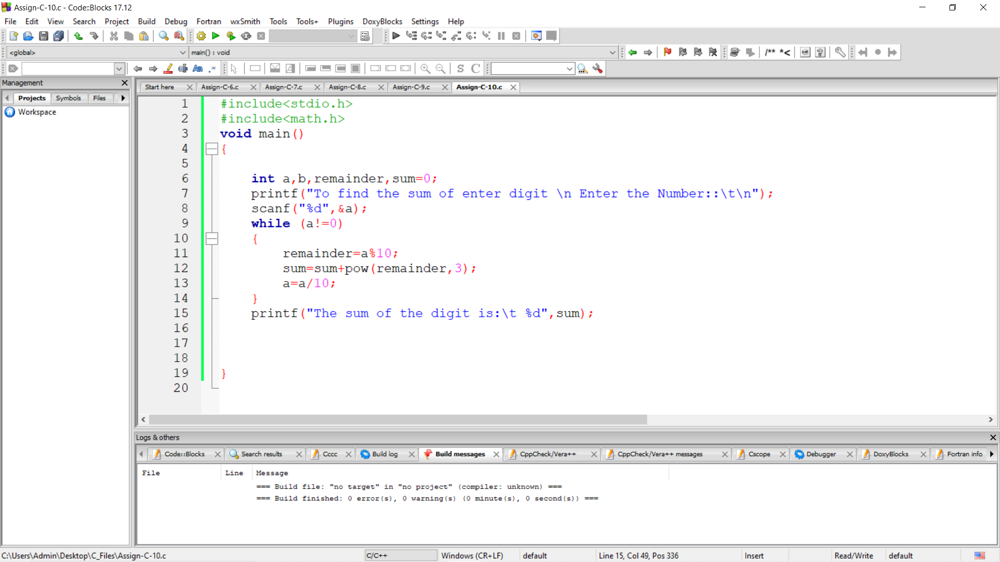 Assign-C-10.c - Code::Blocks 17.12
File Edit View Search Project Build Debug Fortran wxSmith Tools Tools+ Plugins DoxyBlocks Settings Help
<global> main() : void
/** *<
Aa .* S C
Management
Projects Symbols Files
Workspace
Start here Assign-C-6.c Assign-C-7.c Assign-C-8.c Assign-C-9.c Assign-C-10.c
1 #include<stdio.h>
2 #include<math.h>
3 void main()
4 {
5
6 int a,b,remainder,sum=0;
7 printf("To find the sum of enter digit \n Enter the Number::\t\n");
8 scanf("%d",&a);
9 while (a!=0)
10 {
11 remainder=a%10;
12 sum=sum+pow(remainder,3);
13 a=a/10;
14 }
15 printf("The sum of the digit is:\t %d",sum);
16
17
18
19 }
20
Logs & others
Code::Blocks Search results Cccc Build log Build messages CppCheck/Vera++ CppCheck/Vera++ messages Cscope Debugger DoxyBlocks Fortran info
File Line Message
=== Build file: "no target" in "no project" (compiler: unknown) ===
=== Build finished: 0 error(s), 0 warning(s) (0 minute(s), 0 second(s)) ===
C:\Users\Admin\Desktop\C_Files\Assign-C-10.c C/C++ Windows (CR+LF) default Line 15, Col 49, Pos 336 Insert Read/Write default